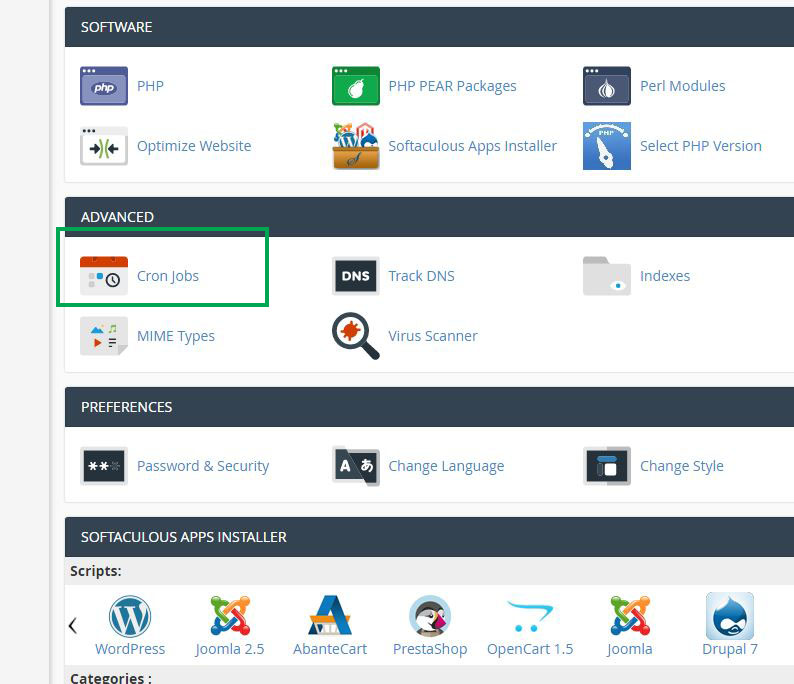 SOFTWARE
php PHP
PHP PEAR Packages
Perl Modules
Optimize Website
Softaculous Apps Installer
PHP Select PHP Version
ADVANCED
Cron Jobs
DNS Track DNS
Indexes
MIME Types
Virus Scanner
PREFERENCES
** Password & Security
A あ Change Language
Change Style
SOFTACULOUS APPS INSTALLER
Scripts:
WordPress
Joomla 2.5
AbanteCart
PrestaShop
OpenCart 1.5
Joomla
Drupal 7
Categories :